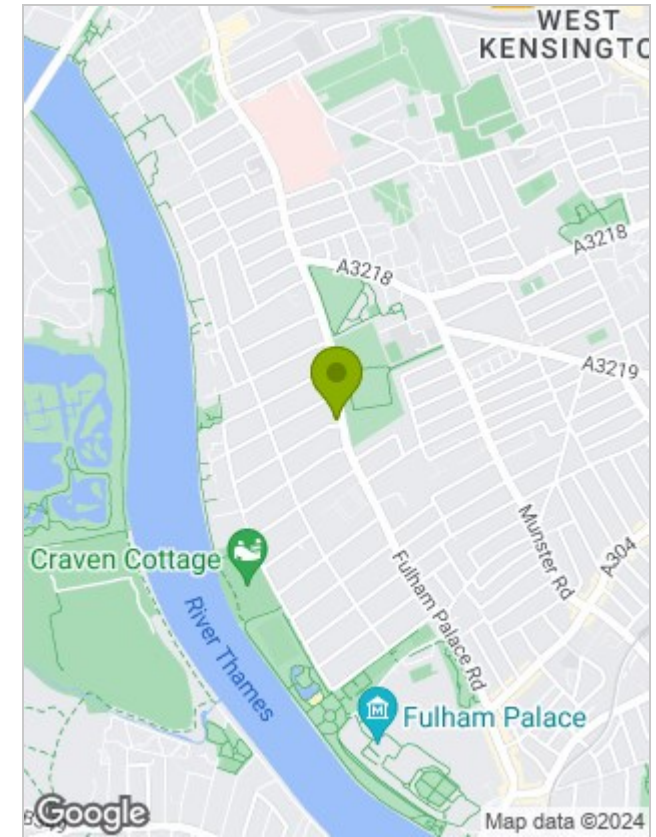 WEST
KENSINGTO
A3218
A3218
A3219
Munster Rd
A304
Craven Cottage
Fulham Palace Rd
River Thames
Fulham Palace
M
Google
Map data ©2024